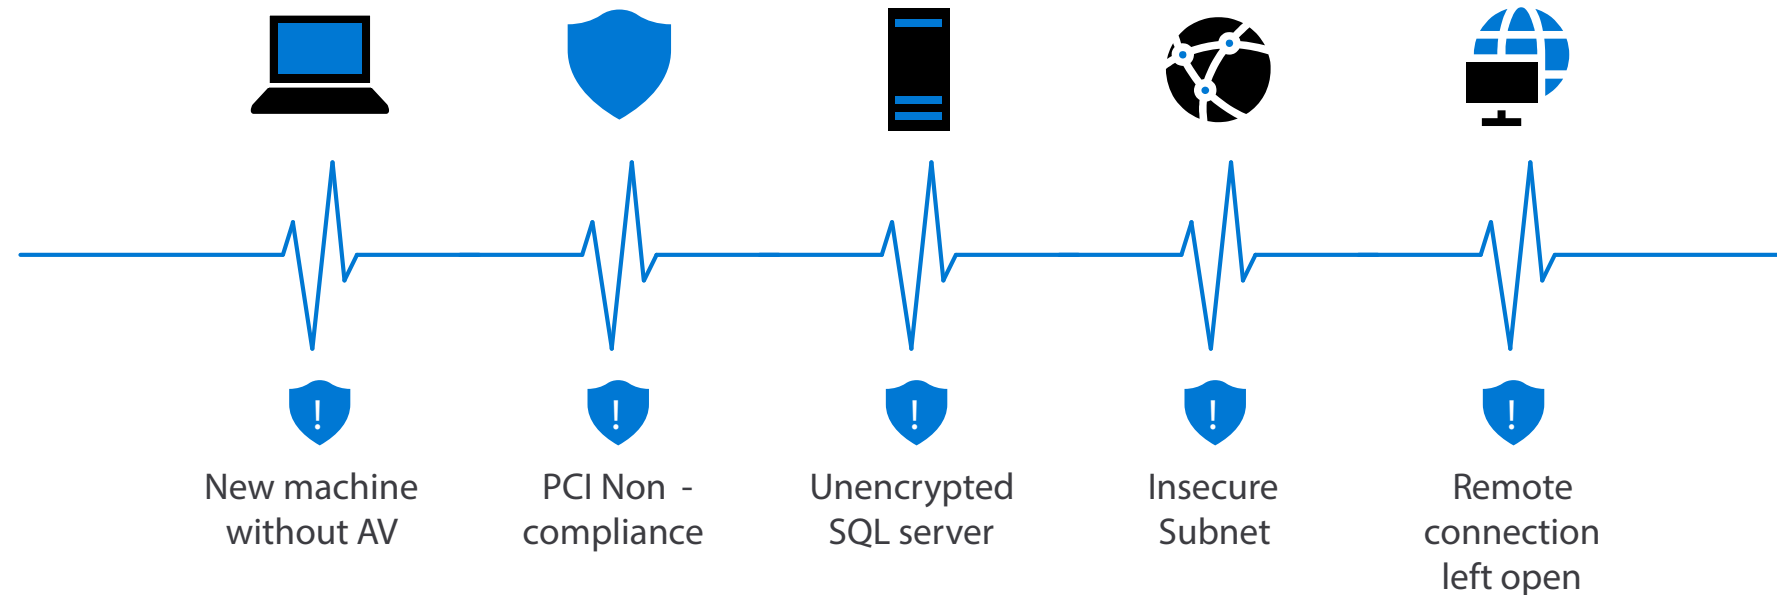 New machine
without AV
PCI Non -
compliance
Unencrypted
SQL server
Insecure
Subnet
Remote
connection
left open